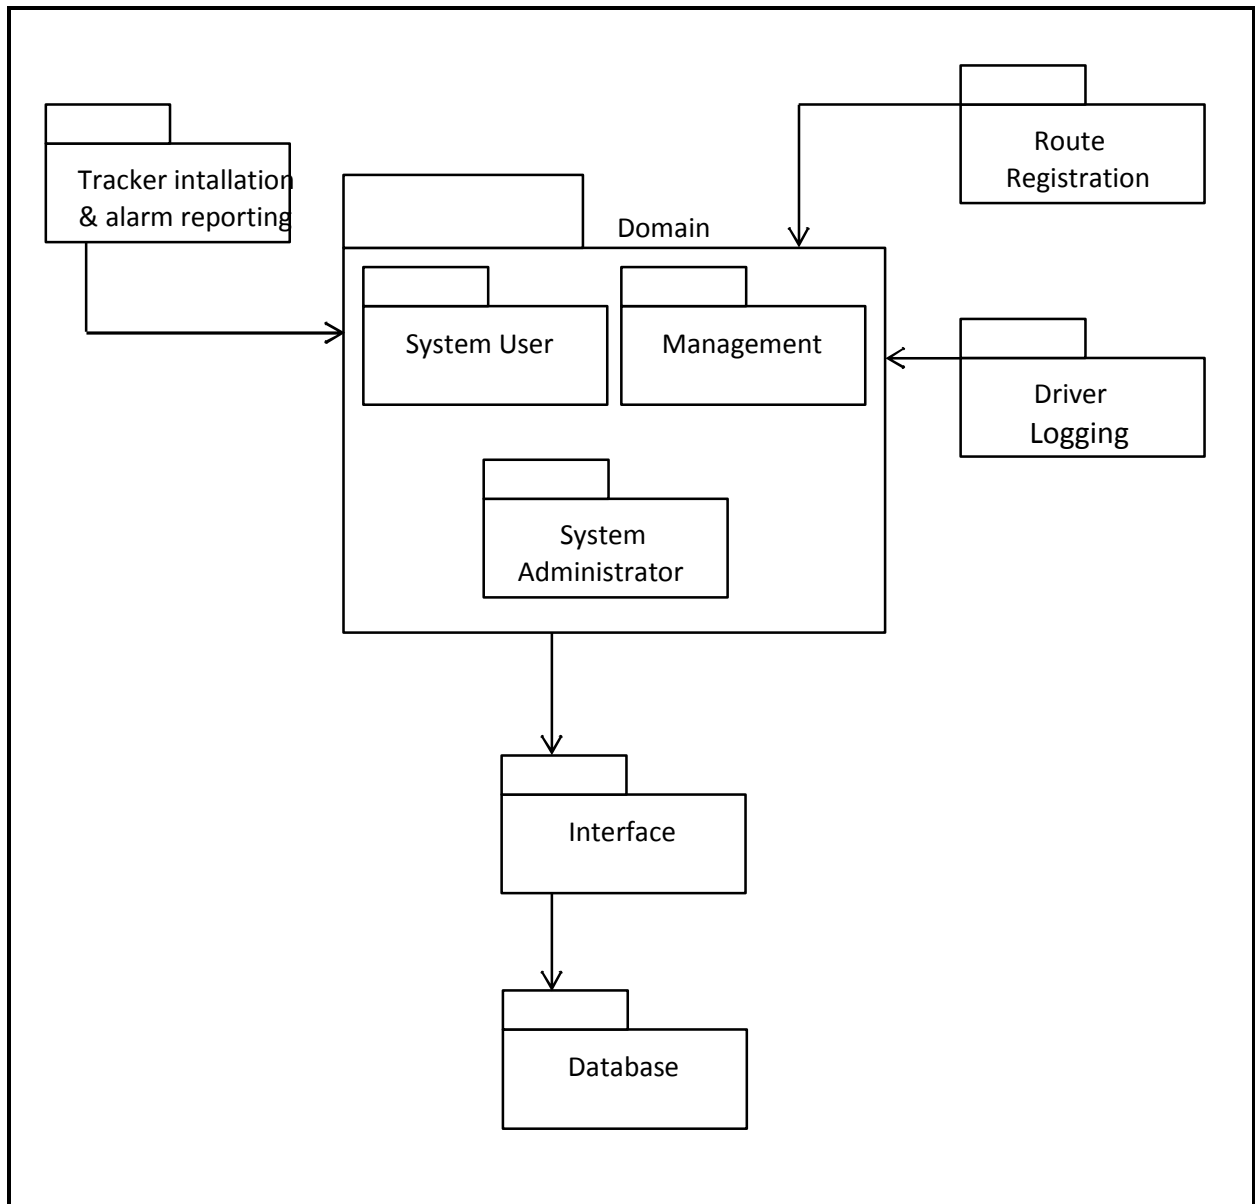 Route
Registration
Tracker intallation
& alarm reporting
Domain
System User
Management
Driver
Logging
System
Administrator
Interface
Database